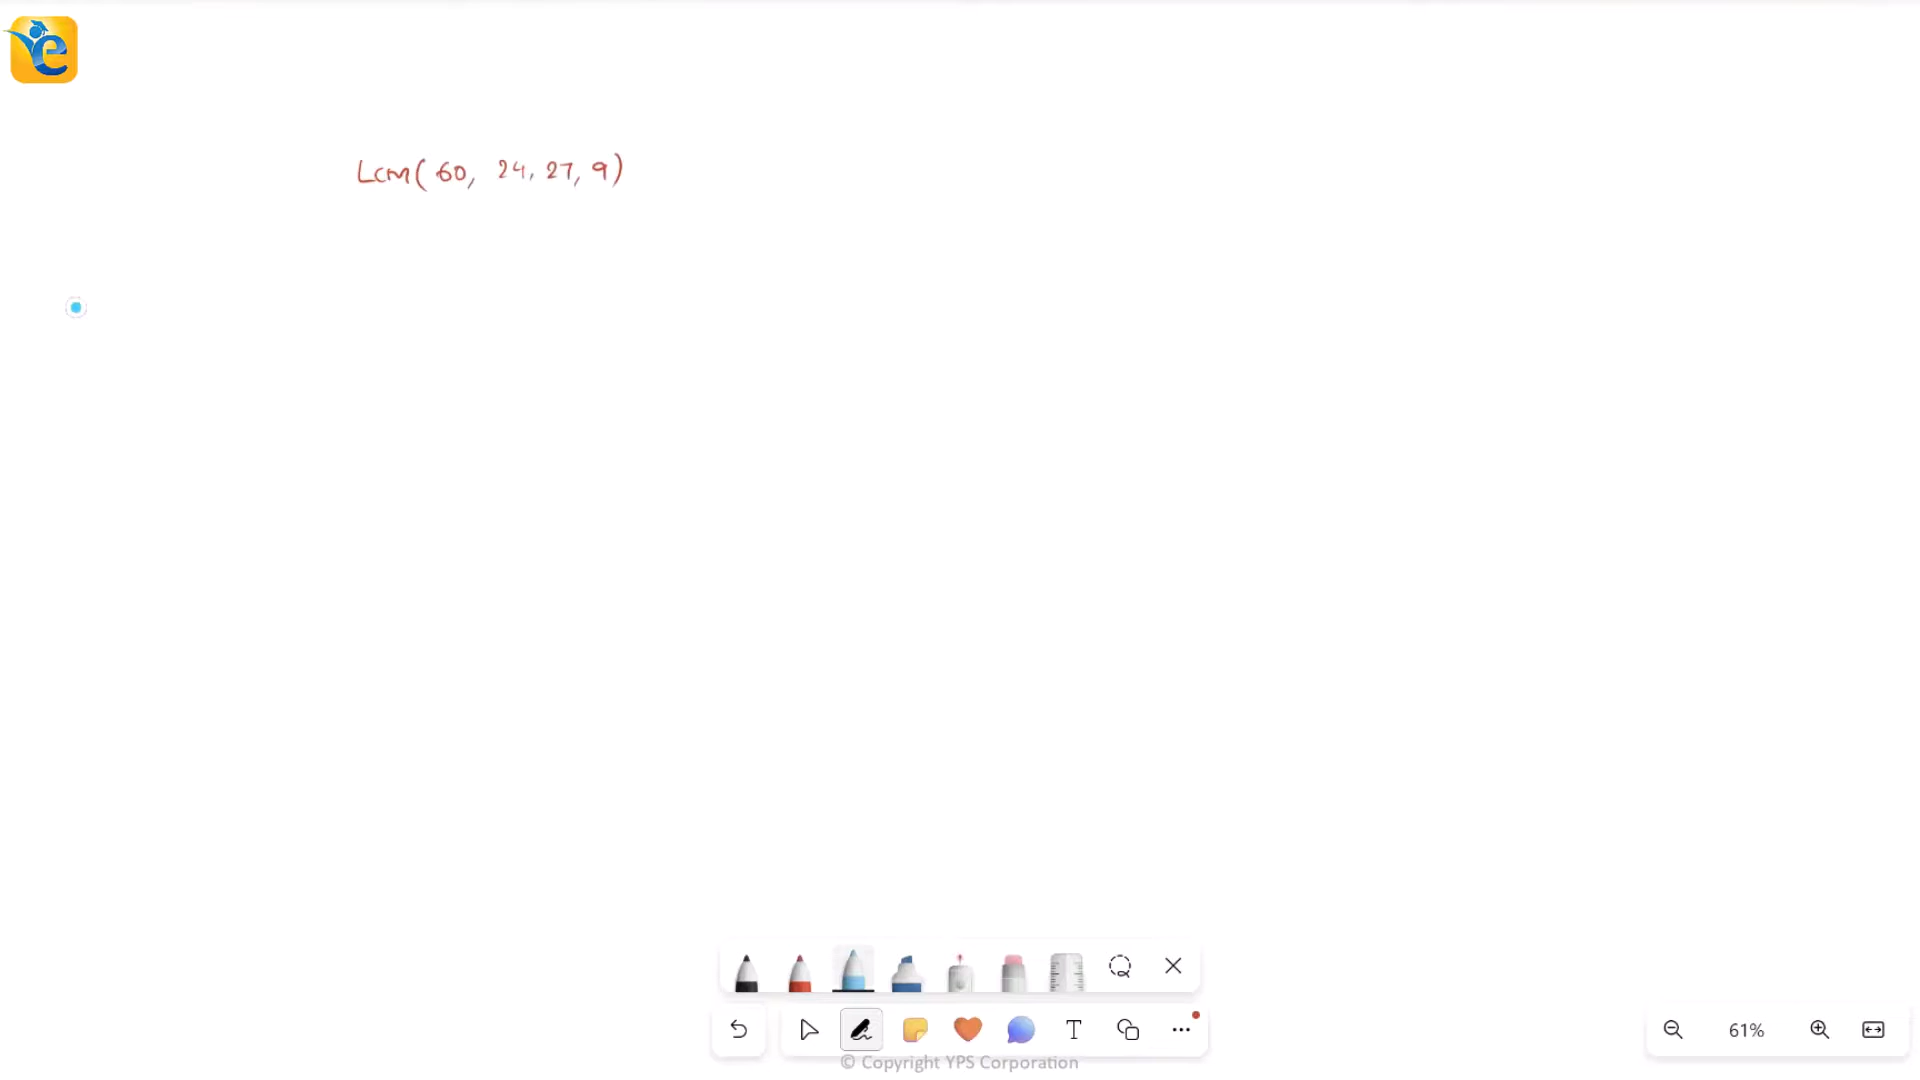 e
Lcm( 60, 24, 27, 9)
T
61%
© Copyright YPS Corporation